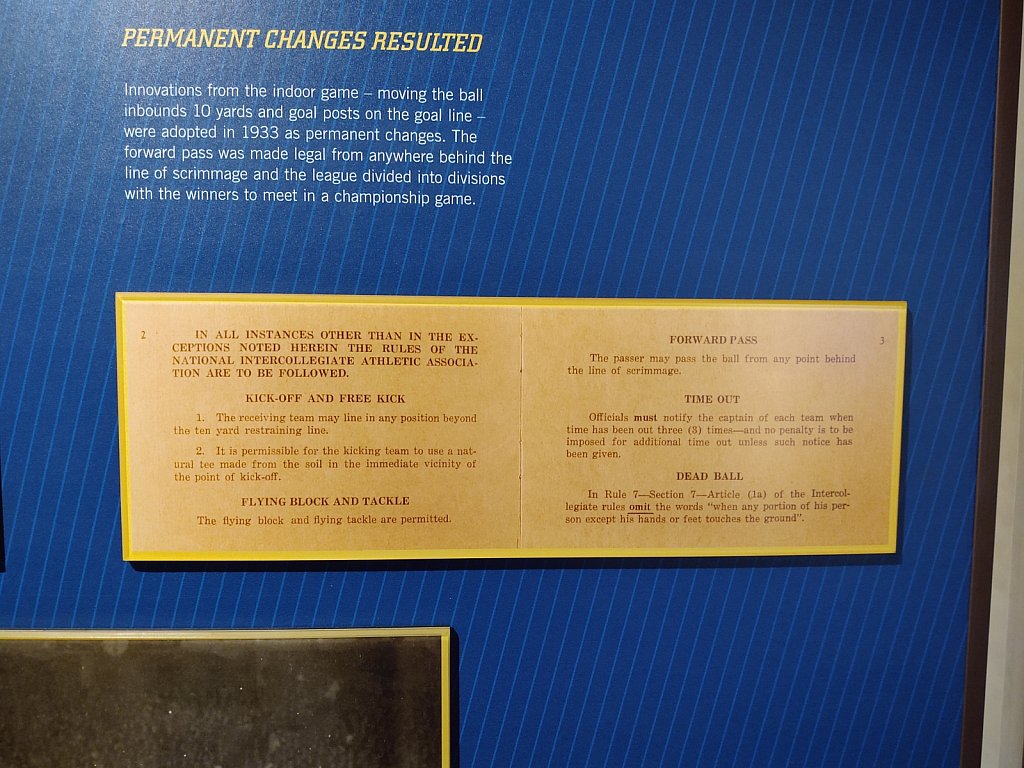 PERMANENT CHANGES RESULTED
Innovations from the indoor game – moving the ball
inbounds 10 yards and goal posts on the goal line –
were adopted in 1933 as permanent changes. The
forward pass was made legal from anywhere behind the
line of scrimmage and the league divided into divisions
with the winners to meet in a championship game.
2
IN ALL INSTANCES OTHER THAN IN THE EX-
CEPTIONS NOTED HEREIN THE RULES OF THE
NATIONAL INTERCOLLEGIATE ATHLETIC ASSOCIA-
TION ARE TO BE FOLLOWED.
KICK-OFF AND FREE KICK
1. The receiving team may line in any position beyond
the ten yard restraining line.
2. It is permissible for the kicking team to use a nat-
ural tee made from the soil in the immediate vicinity of
the point of kick-off.
FLYING BLOCK AND TACKLE
The flying block and flying tackle are permitted.
3
FORWARD PASS
The passer may pass the ball from any point behind
the line of scrimmage.
TIME OUT
Officials must notify the captain of each team when
time has been out three (3) times—and no penalty is to be
imposed for additional time out unless such notice has
been given.
DEAD BALL
In Rule 7—Section 7—Article (1a) of the Intercol-
legiate rules omit the words "when any portion of his per-
son except his hands or feet touches the ground".